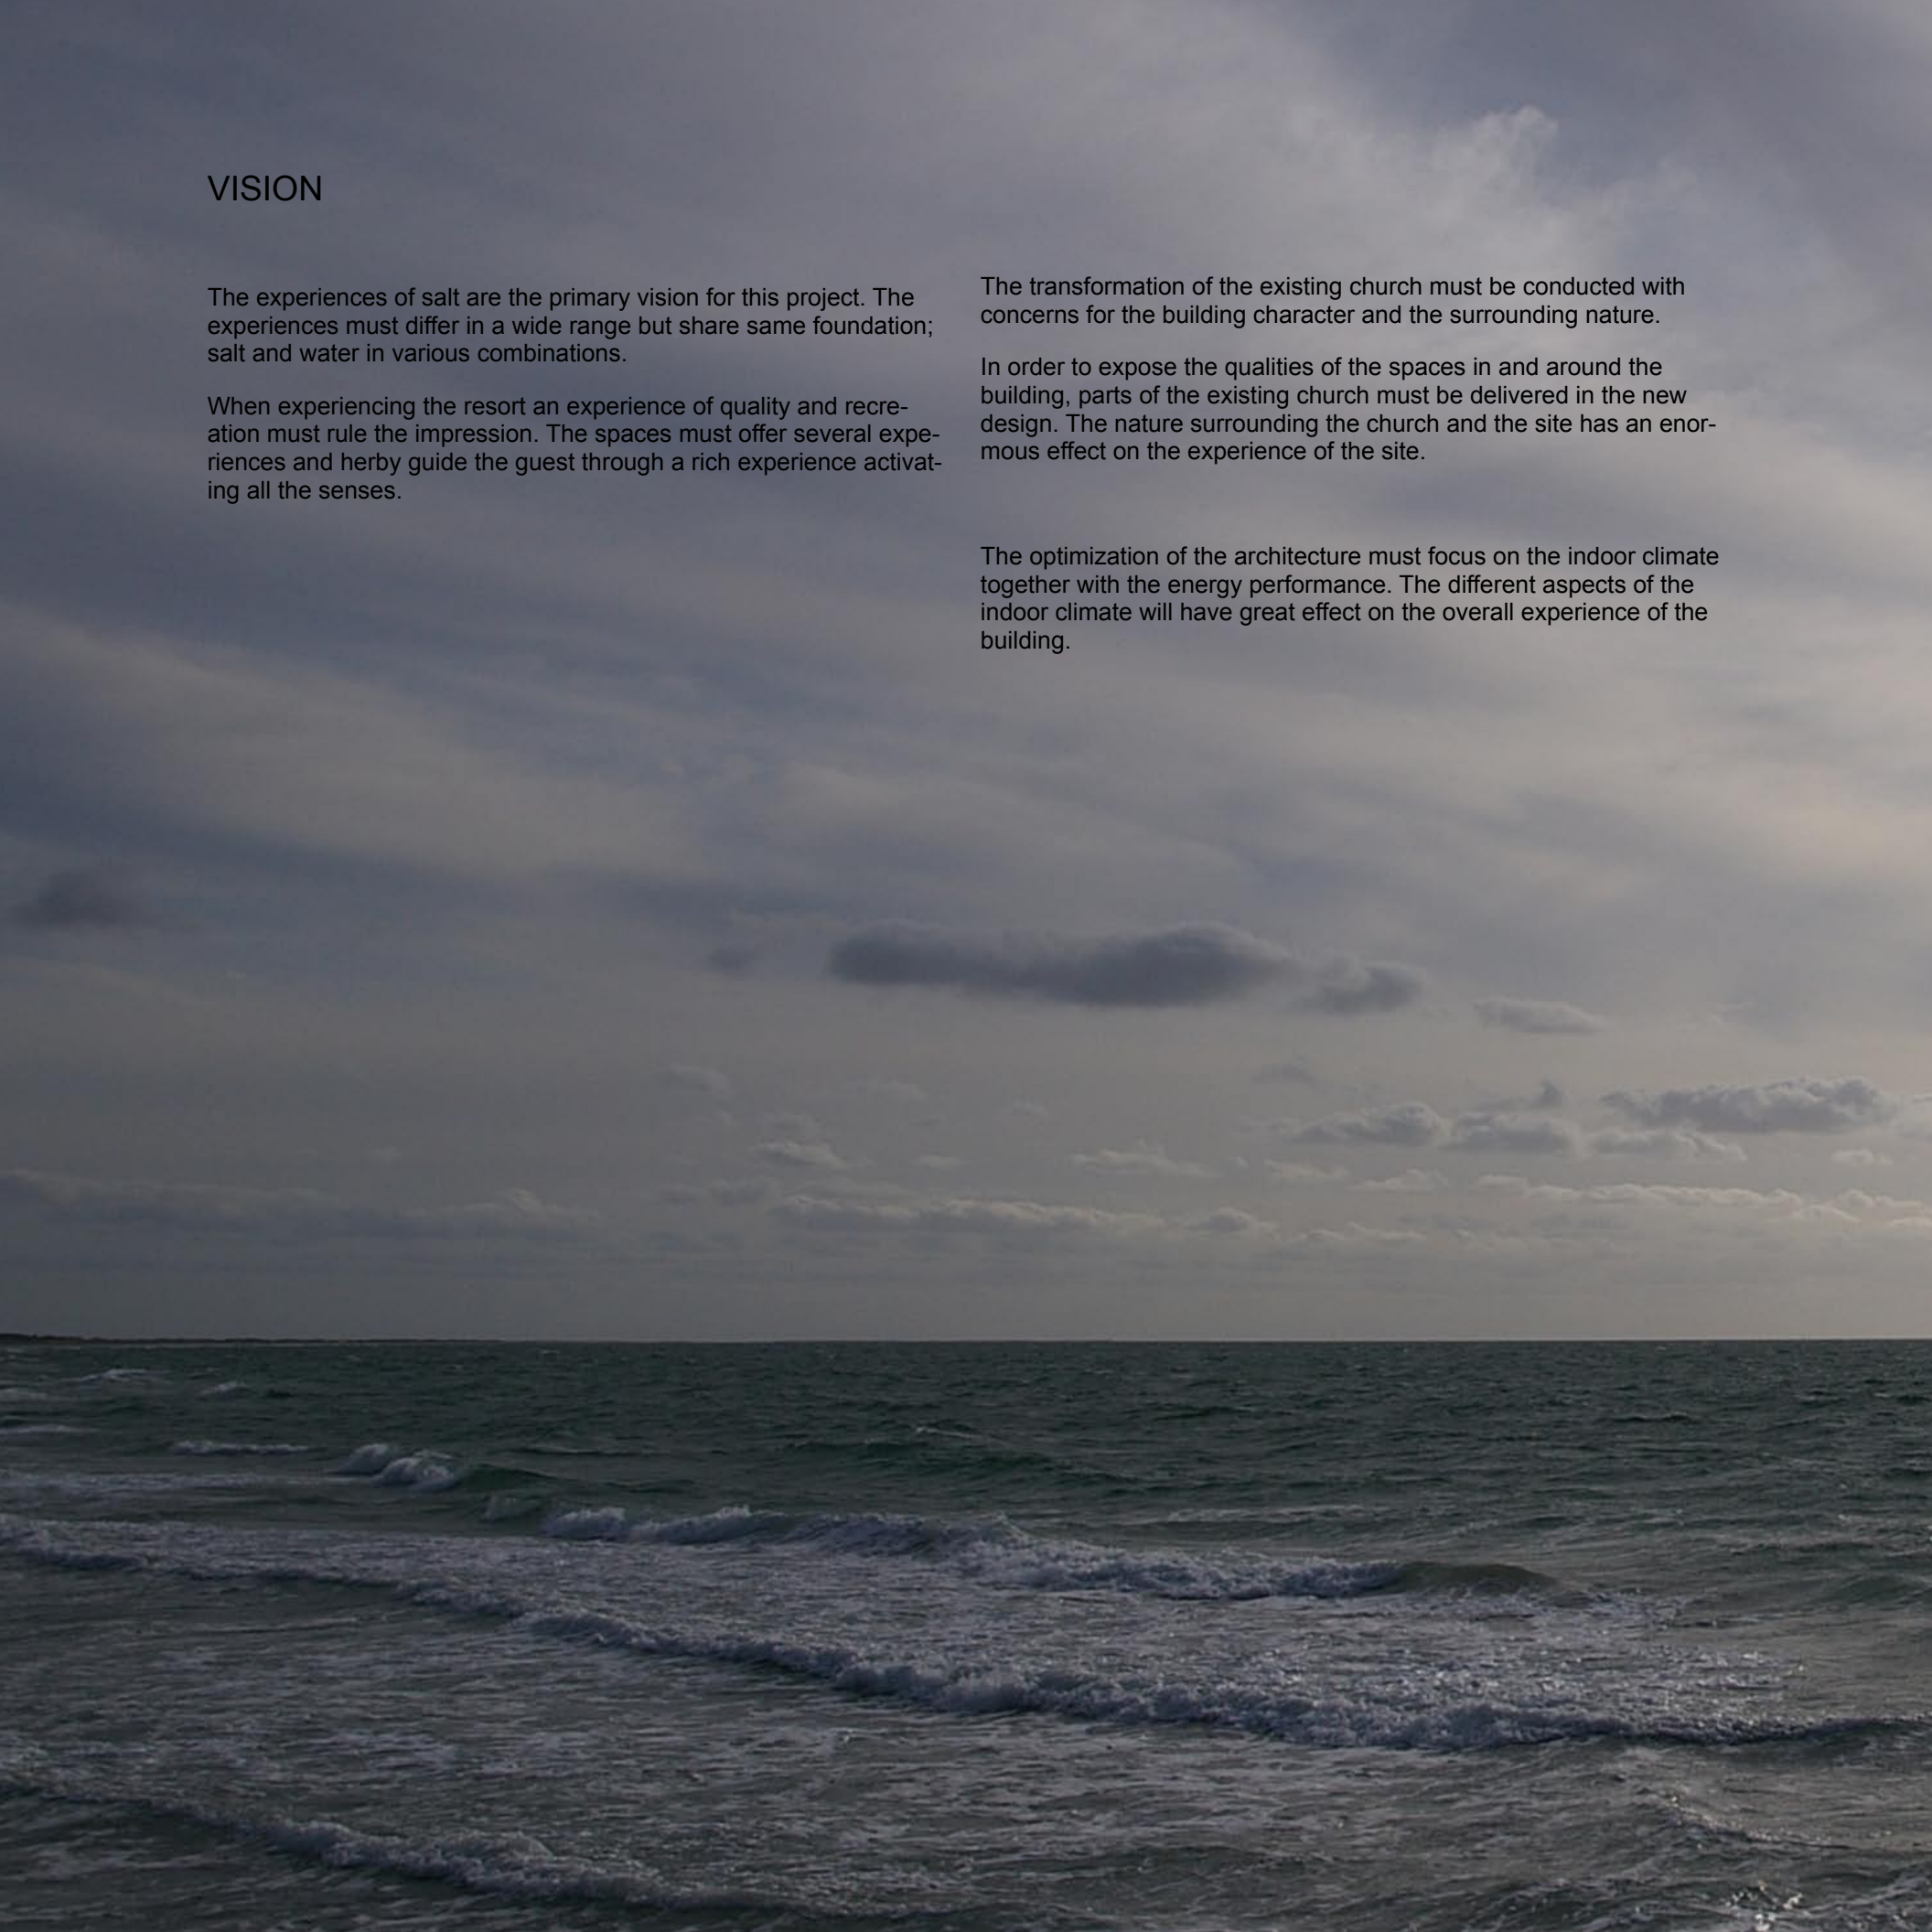 VISION
The experiences of salt are the primary vision for this project. The
experiences must differ in a wide range but share same foundation;
salt and water in various combinations.
When experiencing the resort an experience of quality and recre-
ation must rule the impression. The spaces must offer several expe-
riences and herby guide the guest through a rich experience activat-
ing all the senses.
The transformation of the existing church must be conducted with
concerns for the building character and the surrounding nature.
In order to expose the qualities of the spaces in and around the
building, parts of the existing church must be delivered in the new
design. The nature surrounding the church and the site has an enor-
mous effect on the experience of the site.
The optimization of the architecture must focus on the indoor climate
together with the energy performance. The different aspects of the
indoor climate will have great effect on the overall experience of the
building.